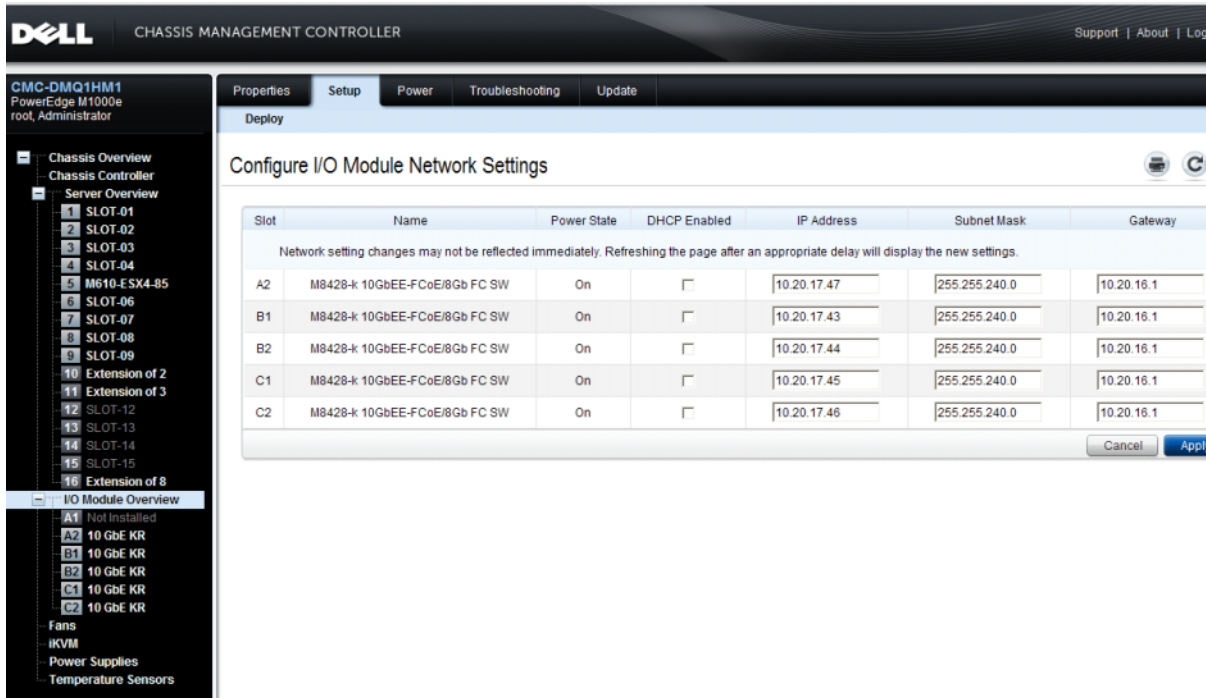 DELL CHASSIS MANAGEMENT CONTROLLER Support | About | Log
CMC-DMQ1HM1
PowerEdge M1000e
root, Administrator
Properties Setup Power Troubleshooting Update
Deploy
Chassis Overview
Chassis Controller
Server Overview
1 SLOT-01
2 SLOT-02
3 SLOT-03
4 SLOT-04
5 M610-ESX4-85
6 SLOT-06
7 SLOT-07
8 SLOT-08
9 SLOT-09
10 Extension of 2
11 Extension of 3
12 SLOT-12
13 SLOT-13
14 SLOT-14
15 SLOT-15
16 Extension of 8
I/O Module Overview
A1 Not Installed
A2 10 GbE KR
B1 10 GbE KR
B2 10 GbE KR
C1 10 GbE KR
C2 10 GbE KR
Fans
iKVM
Power Supplies
Temperature Sensors
Configure I/O Module Network Settings
Slot Name Power State DHCP Enabled IP Address Subnet Mask Gateway
Network setting changes may not be reflected immediately. Refreshing the page after an appropriate delay will display the new settings.
A2 M8428-k 10GbEE-FCoE/8Gb FC SW On 10.20.17.47 255.255.240.0 10.20.16.1
B1 M8428-k 10GbEE-FCoE/8Gb FC SW On 10.20.17.43 255.255.240.0 10.20.16.1
B2 M8428-k 10GbEE-FCoE/8Gb FC SW On 10.20.17.44 255.255.240.0 10.20.16.1
C1 M8428-k 10GbEE-FCoE/8Gb FC SW On 10.20.17.45 255.255.240.0 10.20.16.1
C2 M8428-k 10GbEE-FCoE/8Gb FC SW On 10.20.17.46 255.255.240.0 10.20.16.1
Cancel Apply